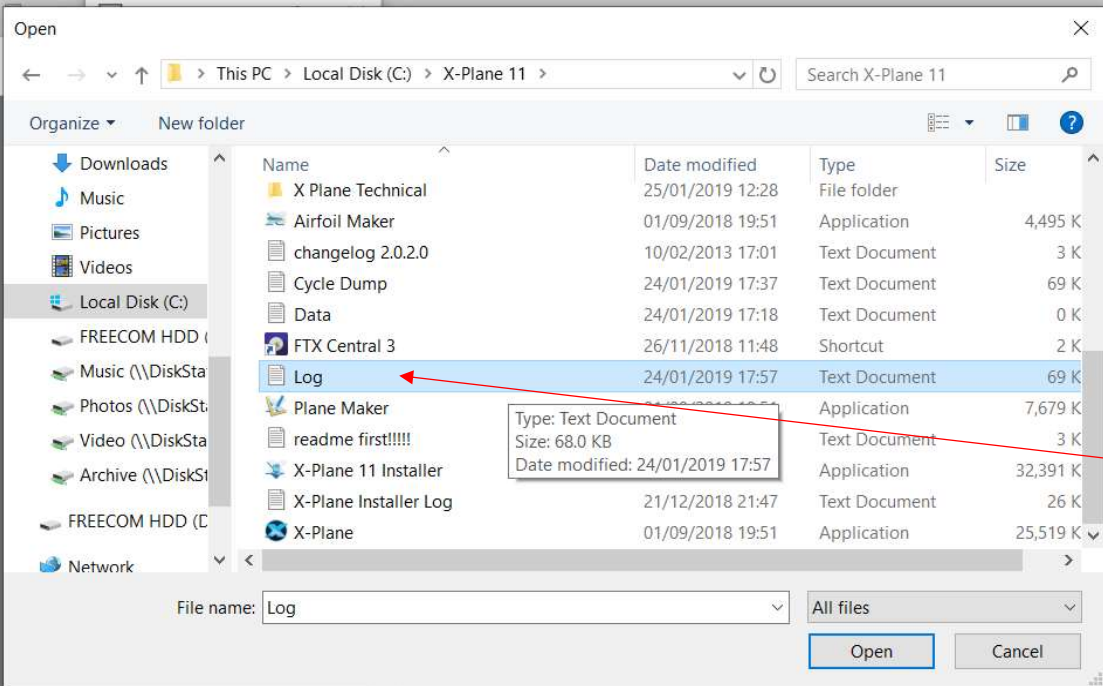 Open
This PC > Local Disk (C:) > X-Plane 11 >
Search X-Plane 11
Organize New folder
Downloads
Music
Pictures
Videos
Local Disk (C:)
FREECOM HDD (
Music (\\DiskSta
Photos (\\DiskSt
Video (\\DiskSta
Archive (\\DiskSt
FREECOM HDD (D
Network
Name Date modified Type Size
X Plane Technical 25/01/2019 12:28 File folder
Airfoil Maker 01/09/2018 19:51 Application 4,495 K
changelog 2.0.2.0 10/02/2013 17:01 Text Document 3 K
Cycle Dump 24/01/2019 17:37 Text Document 69 K
Data 24/01/2019 17:18 Text Document 0 K
FTX Central 3 26/11/2018 11:48 Shortcut 2 K
Log 24/01/2019 17:57 Text Document 69 K
Plane Maker Application 7,679 K
readme first!!!!! Text Document 3 K
X-Plane 11 Installer Application 32,391 K
X-Plane Installer Log 21/12/2018 21:47 Text Document 26 K
X-Plane 01/09/2018 19:51 Application 25,519 K
Type: Text Document
Size: 68.0 KB
Date modified: 24/01/2019 17:57
File name: Log All files
Open Cancel